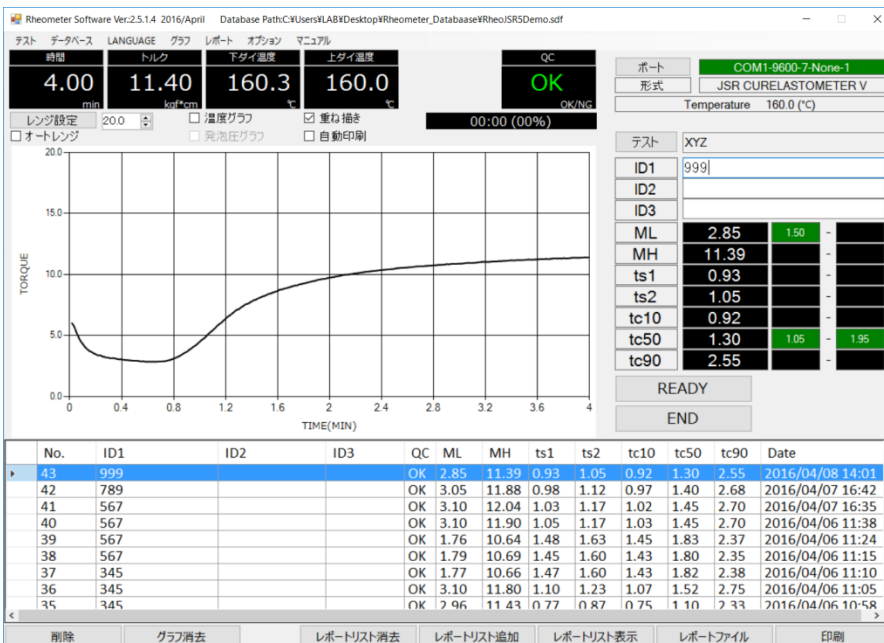 Rheometer Software Ver.:2.5.1.4 2016/April Database Path:C:¥Users¥LAB¥Desktop¥Rheometer_Databaase¥RheoJSR5Demo.sdf
テスト データベース LANGUAGE グラフ レポート オプション マニュアル
時間 トルク 下ダイ温度 上ダイ温度 QC
4.00 11.40 160.3 160.0 OK
min kgf*cm ℃ ℃ OK/NG
レンジ設定 20.0 温度グラフ 重ね描き 00:00 (00%)
オートレンジ 発泡圧グラフ 自動印刷
ポート COM1-9600-7-None-1
形式 JSR CURELASTOMETER V
Temperature 160.0 (°C)
テスト XYZ
ID1 999
ID2
ID3
ML 2.85 1.50 -
MH 11.39 -
ts1 0.93 -
ts2 1.05 -
tc10 0.92 -
tc50 1.30 1.05 - 1.95
tc90 2.55 -
READY
END
20.0
15.0
10.0
5.0
0.0
TORQUE
0 0.4 0.8 1.2 1.6 2 2.4 2.8 3.2 3.6 4
TIME(MIN)
No. ID1 ID2 ID3 QC ML MH ts1 ts2 tc10 tc50 tc90 Date
43 999 OK 2.85 11.39 0.93 1.05 0.92 1.30 2.55 2016/04/08 14:01
42 789 OK 3.05 11.88 0.98 1.12 0.97 1.40 2.68 2016/04/07 16:42
41 567 OK 3.10 12.04 1.03 1.17 1.02 1.45 2.70 2016/04/07 16:35
40 567 OK 3.10 11.90 1.05 1.17 1.03 1.45 2.70 2016/04/06 11:38
39 567 OK 1.76 10.64 1.48 1.63 1.45 1.83 2.37 2016/04/06 11:24
38 567 OK 1.79 10.69 1.45 1.60 1.43 1.80 2.35 2016/04/06 11:15
37 345 OK 1.77 10.66 1.47 1.60 1.43 1.82 2.38 2016/04/06 11:10
36 345 OK 3.10 11.80 1.10 1.23 1.07 1.52 2.75 2016/04/06 11:05
35 345 OK 2.96 11.43 0.77 0.87 0.75 1.10 2.33 2016/04/06 10:58
削除 グラフ消去 レポートリスト消去 レポートリスト追加 レポートリスト表示 レポートファイル 印刷